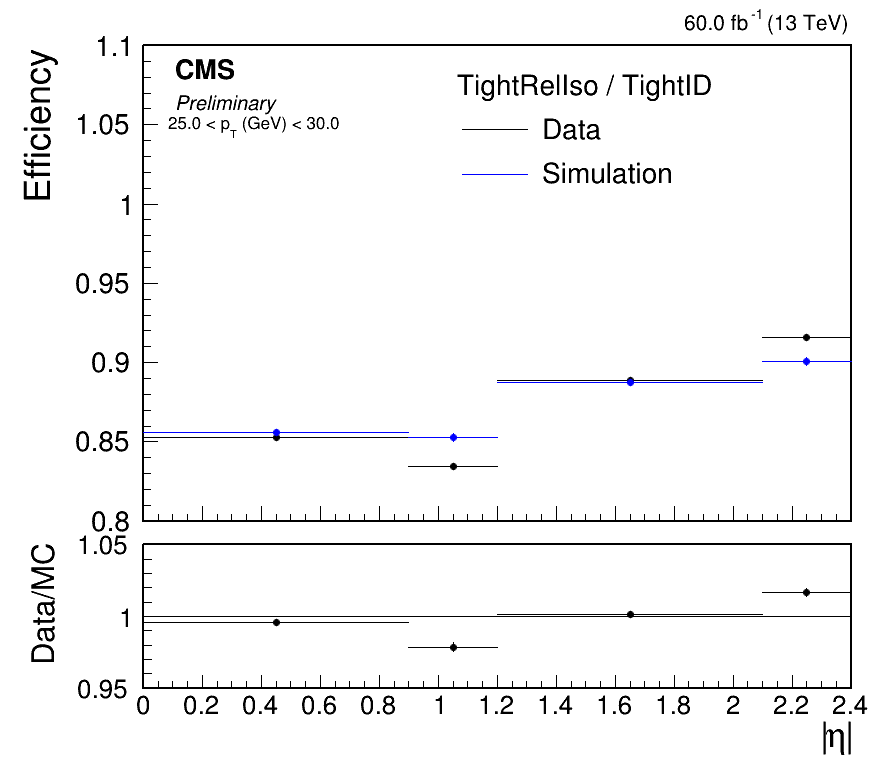 60.0 fb⁻¹ (13 TeV)
1.1
CMS
TightRelIso / TightID
Preliminary
25.0 < p_T (GeV) < 30.0
1.05
Data
Efficiency
Simulation
1
0.95
0.9
0.85
0.8
1.05
Data/MC
1
0.95
0 0.2 0.4 0.6 0.8 1 1.2 1.4 1.6 1.8 2 2.2 2.4
|η|